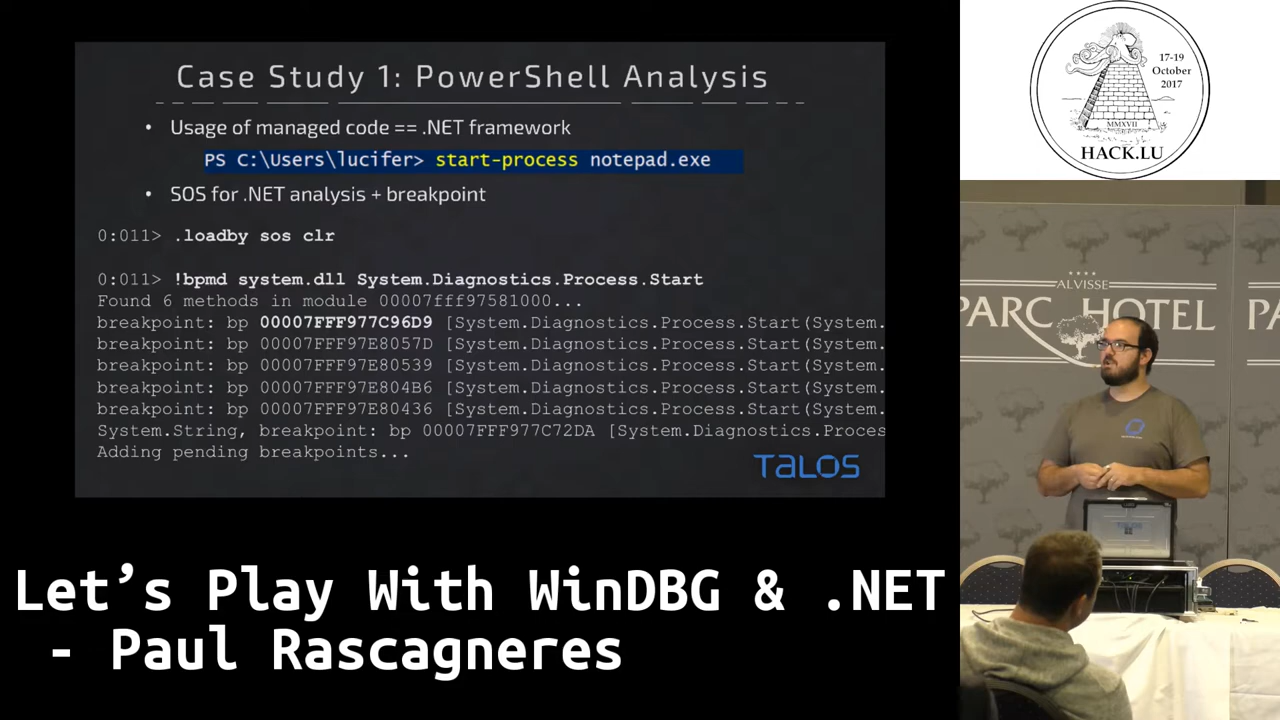 Case Study 1: PowerShell Analysis
• Usage of managed code == .NET framework
PS C:\Users\lucifer> start-process notepad.exe
• SOS for .NET analysis + breakpoint
0:011> .loadby sos clr
0:011> !bpmd system.dll System.Diagnostics.Process.Start
Found 6 methods in module 00007fff97581000...
breakpoint: bp 00007FFF977C96D9 [System.Diagnostics.Process.Start(System.
breakpoint: bp 00007FFF97E8057D [System.Diagnostics.Process.Start(System.
breakpoint: bp 00007FFF97E80539 [System.Diagnostics.Process.Start(System.
breakpoint: bp 00007FFF97E804B6 [System.Diagnostics.Process.Start(System.
breakpoint: bp 00007FFF97E80436 [System.Diagnostics.Process.Start(System.
System.String, breakpoint: bp 00007FFF977C72DA [System.Diagnostics.Proces
Adding pending breakpoints...
TALOS
Let’s Play With WinDBG & .NET
- Paul Rascagneres
17-19
October
2017
MMXVII
HACK.LU
ALVISSE
PARC HOTEL
PA
TALOS